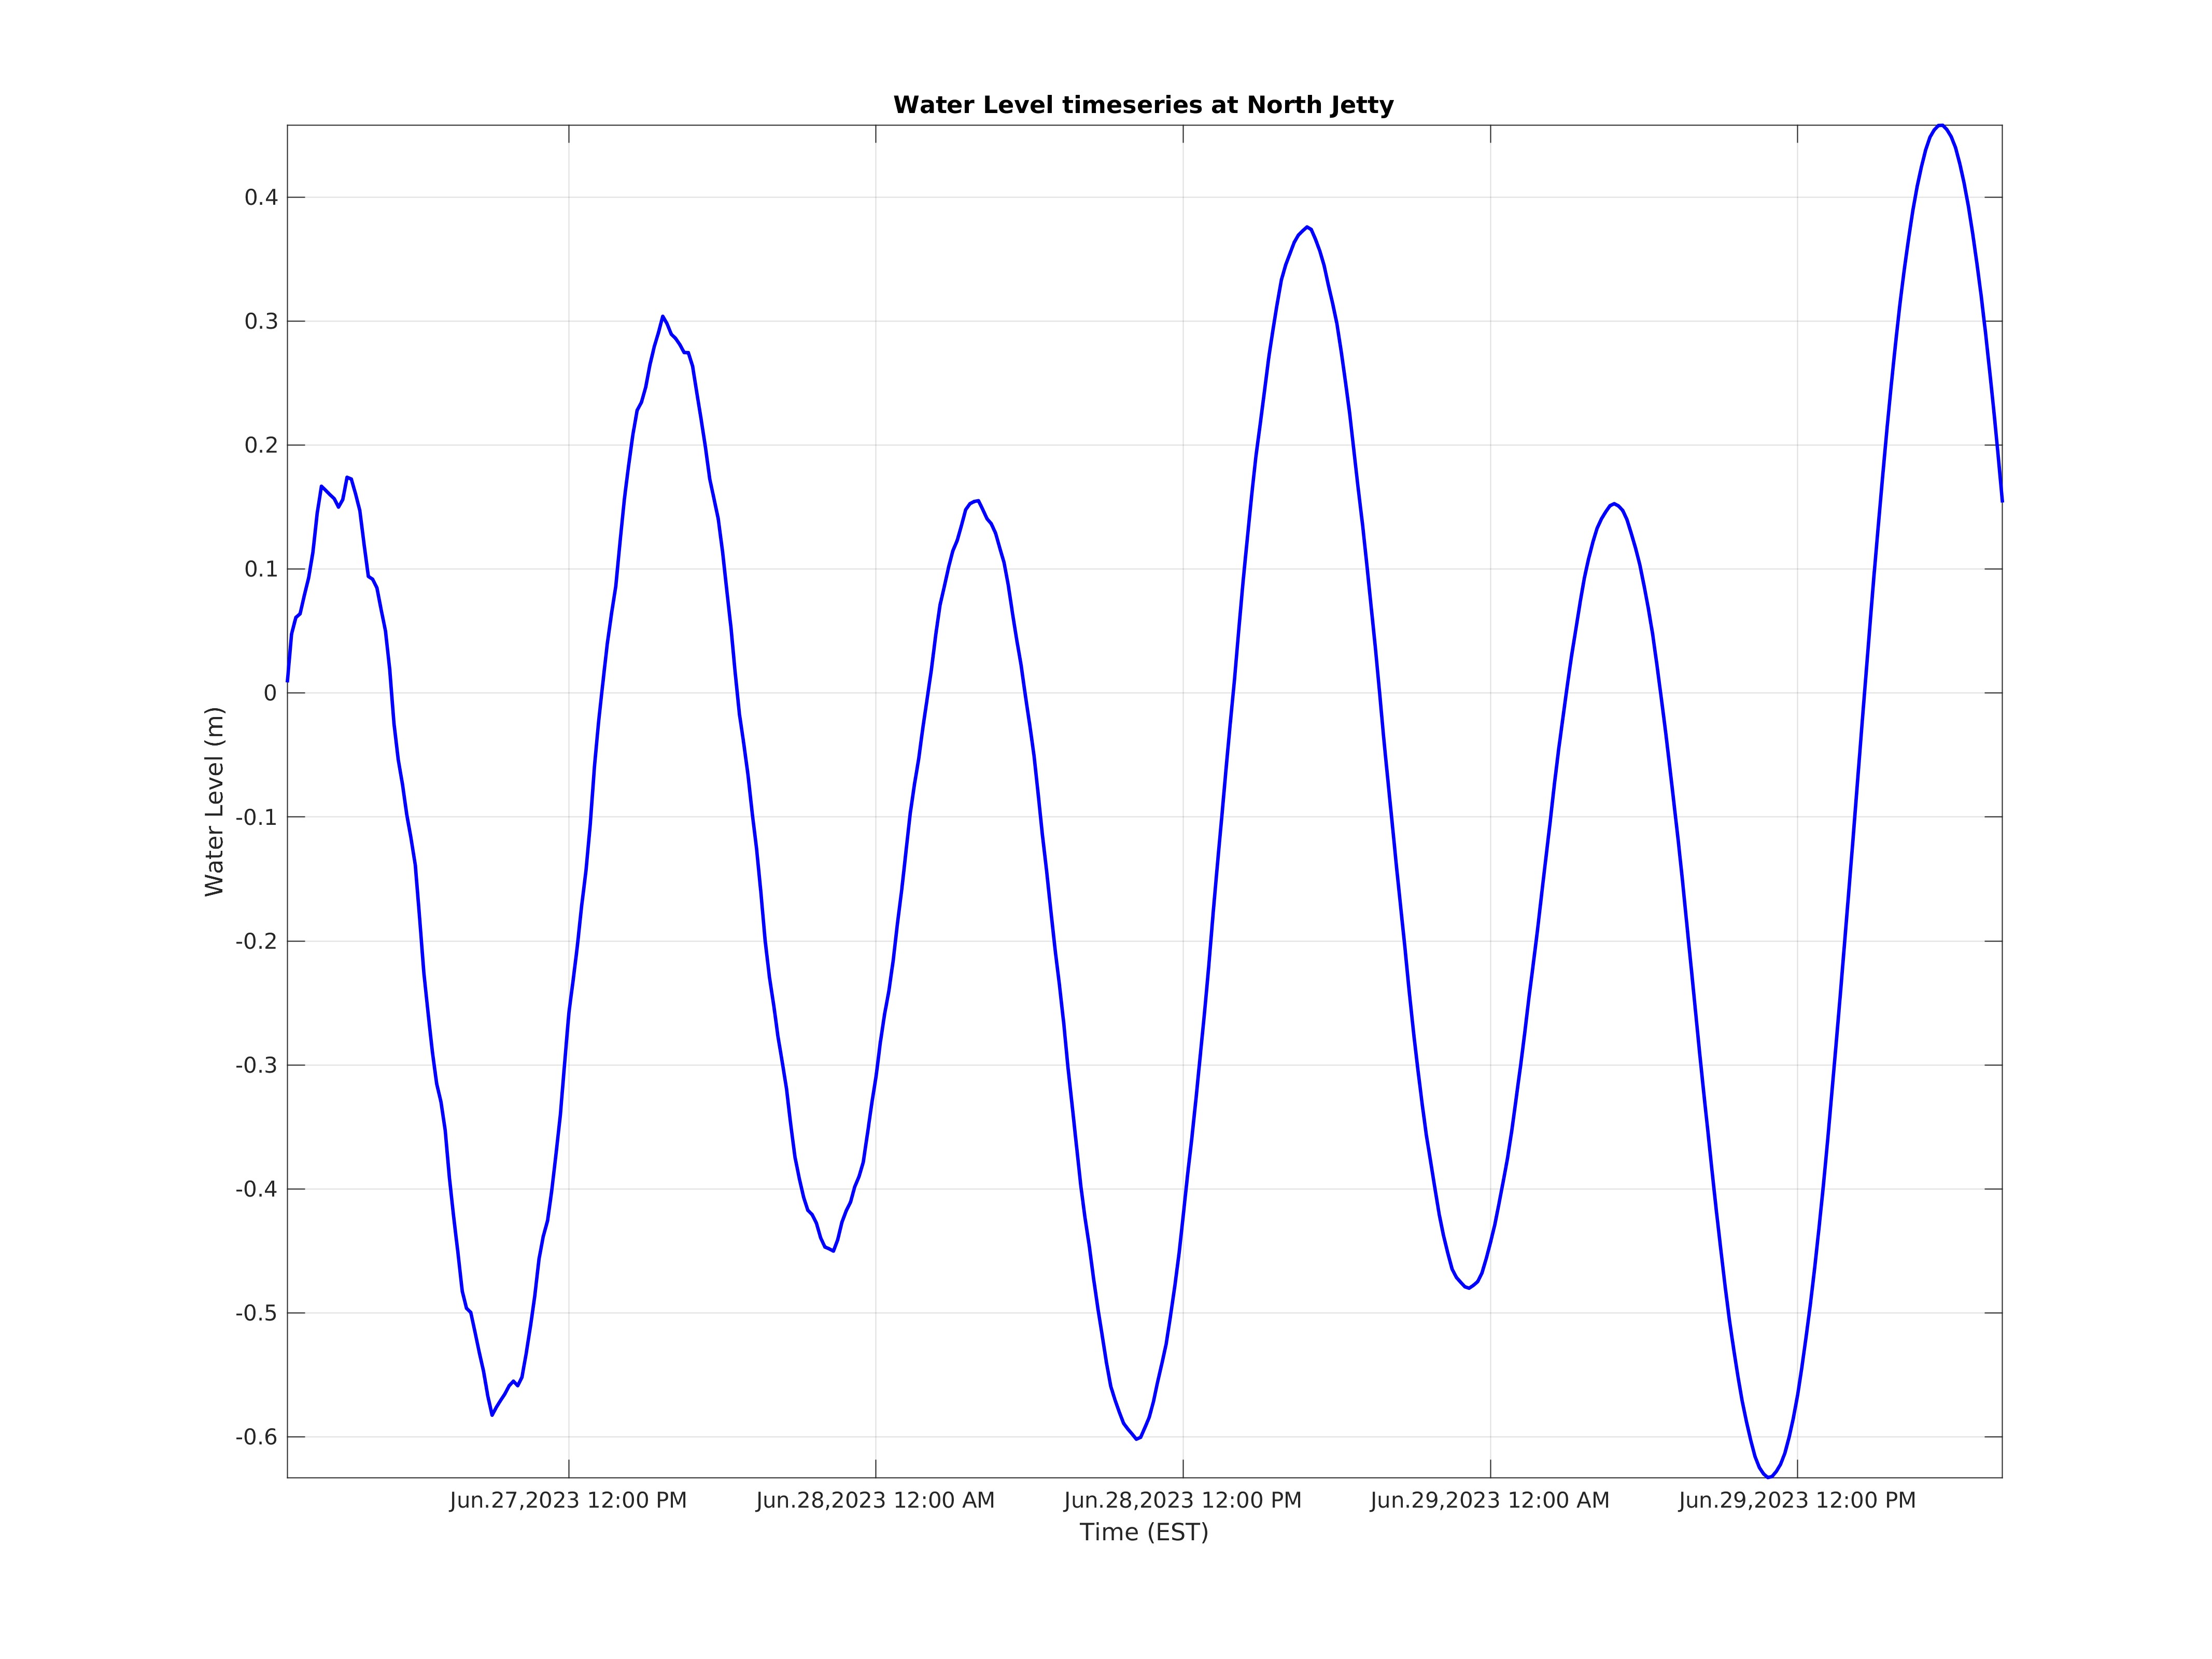 Water Level timeseries at North Jetty
0.4
0.3
0.2
0.1
0
-0.1
-0.2
-0.3
-0.4
-0.5
-0.6
Water Level (m)
Jun.27,2023 12:00 PM
Jun.28,2023 12:00 AM
Jun.28,2023 12:00 PM
Jun.29,2023 12:00 AM
Jun.29,2023 12:00 PM
Time (EST)